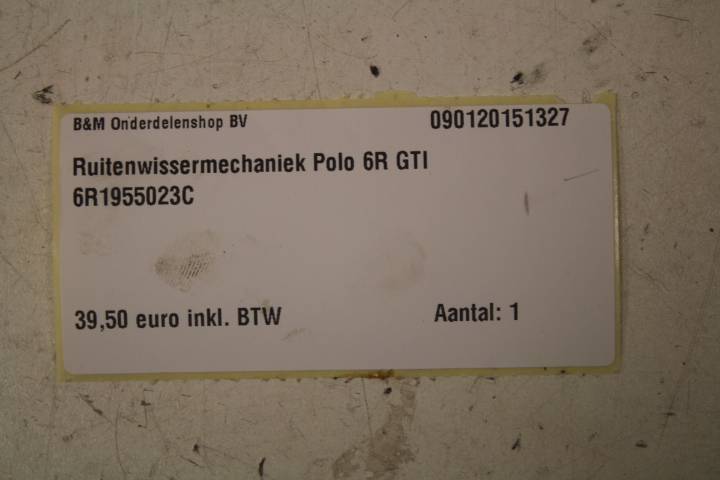 B&M Onderdelenshop BV 090120151327
Ruitenwissermechaniek Polo 6R GTI
6R1955023C
39,50 euro inkl. BTW Aantal: 1